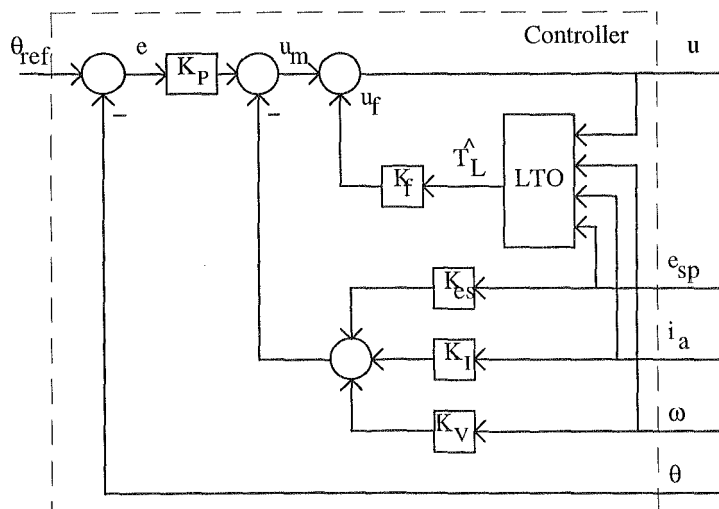 Controller
θref
e
KP
um
uf
u
−
−
T̂L
Kf
LTO
Kes
esp
KI
ia
KV
ω
θ